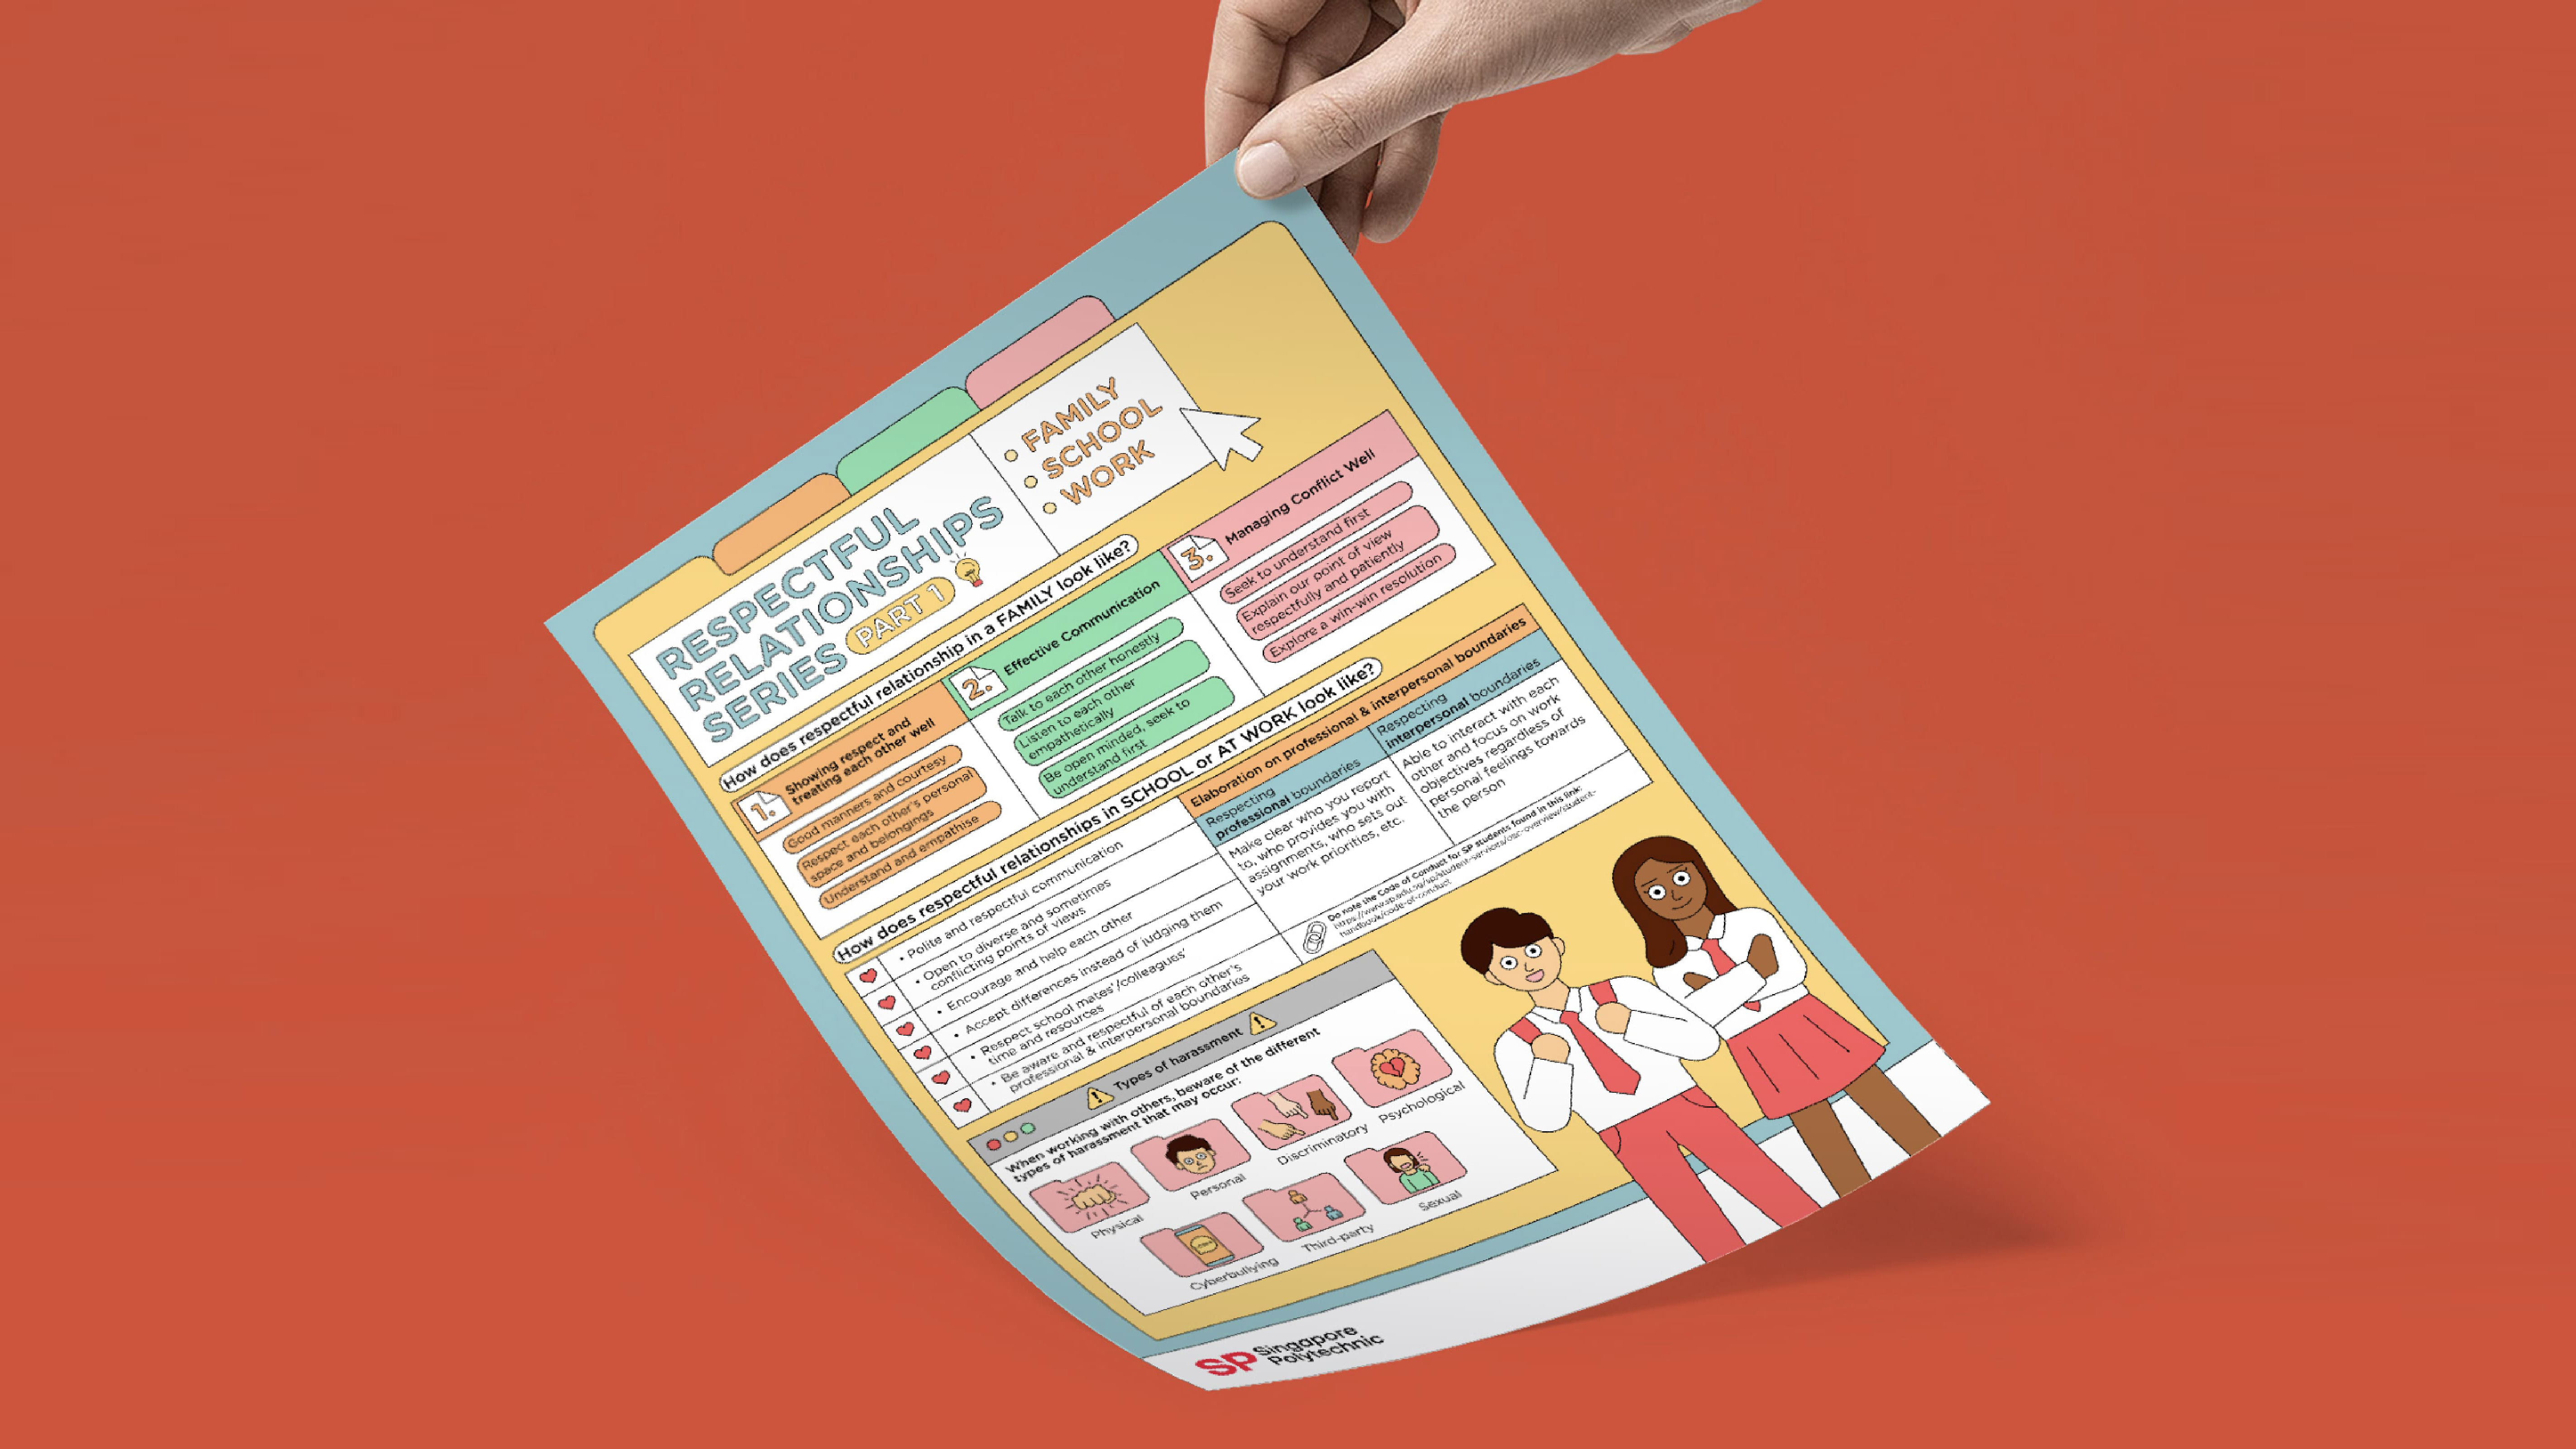 RESPECTFUL
RELATIONSHIPS
SERIES PART 1
• FAMILY
• SCHOOL
• WORK
How does respectful relationship in a FAMILY look like?
1.
Showing respect and
treating each other well
Good manners and courtesy
Respect each other's personal
space and belongings
Understand and empathise
2.
Effective Communication
Talk to each other honestly
Listen to each other
empathetically
Be open minded, seek to
understand first
3.
Managing Conflict Well
Seek to understand first
Explain our point of view
respectfully and patiently
Explore a win-win resolution
How does respectful relationships in SCHOOL or AT WORK look like?
• Polite and respectful communication
• Open to diverse and sometimes
conflicting points of views
• Encourage and help each other
• Accept differences instead of judging them
• Respect school mates'/colleagues'
time and resources
• Be aware and respectful of each other's
professional & interpersonal boundaries
Elaboration on professional & interpersonal boundaries
Respecting
professional boundaries
Make clear who you report
to, who provides you with
assignments, who sets out
your work priorities, etc.
Respecting
interpersonal boundaries
Able to interact with each
other and focus on work
objectives regardless of
personal feelings towards
the person
Do note the Code of Conduct for SP students found in this link:
https://www.sp.edu.sg/sp/student-services/osc-overview/student-
handbook/code-of-conduct
Types of harassment
When working with others, beware of the different
types of harassment that may occur:
Physical
Personal
Discriminatory
Psychological
Cyberbullying
Third-party
Sexual
SP Singapore
Polytechnic